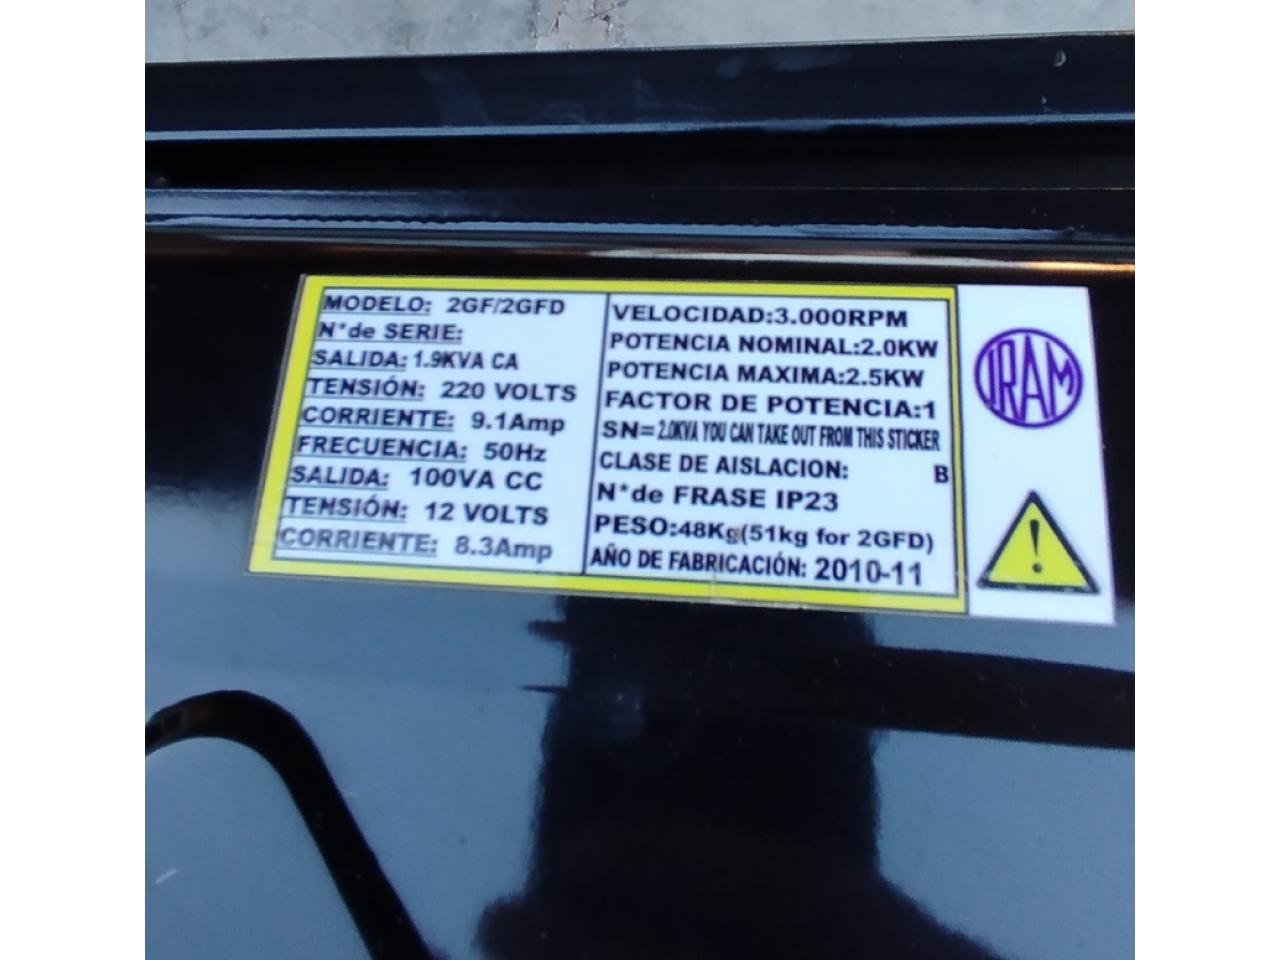 MODELO: 2GF/2GFD
N°de SERIE:
SALIDA: 1.9KVA CA
TENSIÓN: 220 VOLTS
CORRIENTE: 9.1Amp
FRECUENCIA: 50Hz
SALIDA: 100VA CC
TENSIÓN: 12 VOLTS
CORRIENTE: 8.3Amp
VELOCIDAD:3.000RPM
POTENCIA NOMINAL:2.0KW
POTENCIA MAXIMA:2.5KW
FACTOR DE POTENCIA:1
SN=2.0KVA YOU CAN TAKE OUT FROM THIS STICKER
CLASE DE AISLACION: B
N°de FRASE IP23
PESO:48Kg(51kg for 2GFD)
AÑO DE FABRICACIÓN: 2010-11
IRAM
!